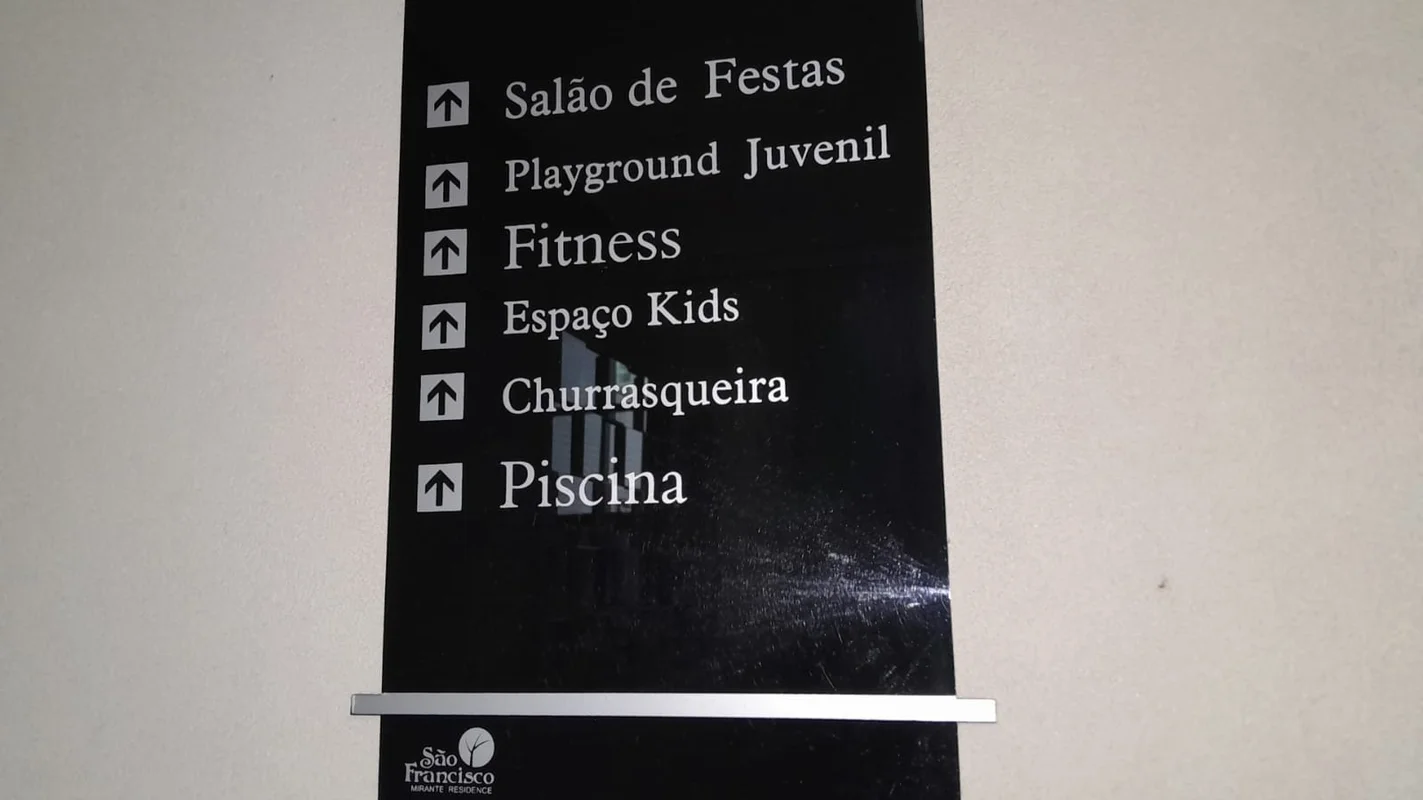 Salão de Festas
Playground Juvenil
Fitness
Espaço Kids
Churrasqueira
Piscina
São
Francisco
MIRANTE RESIDENCE